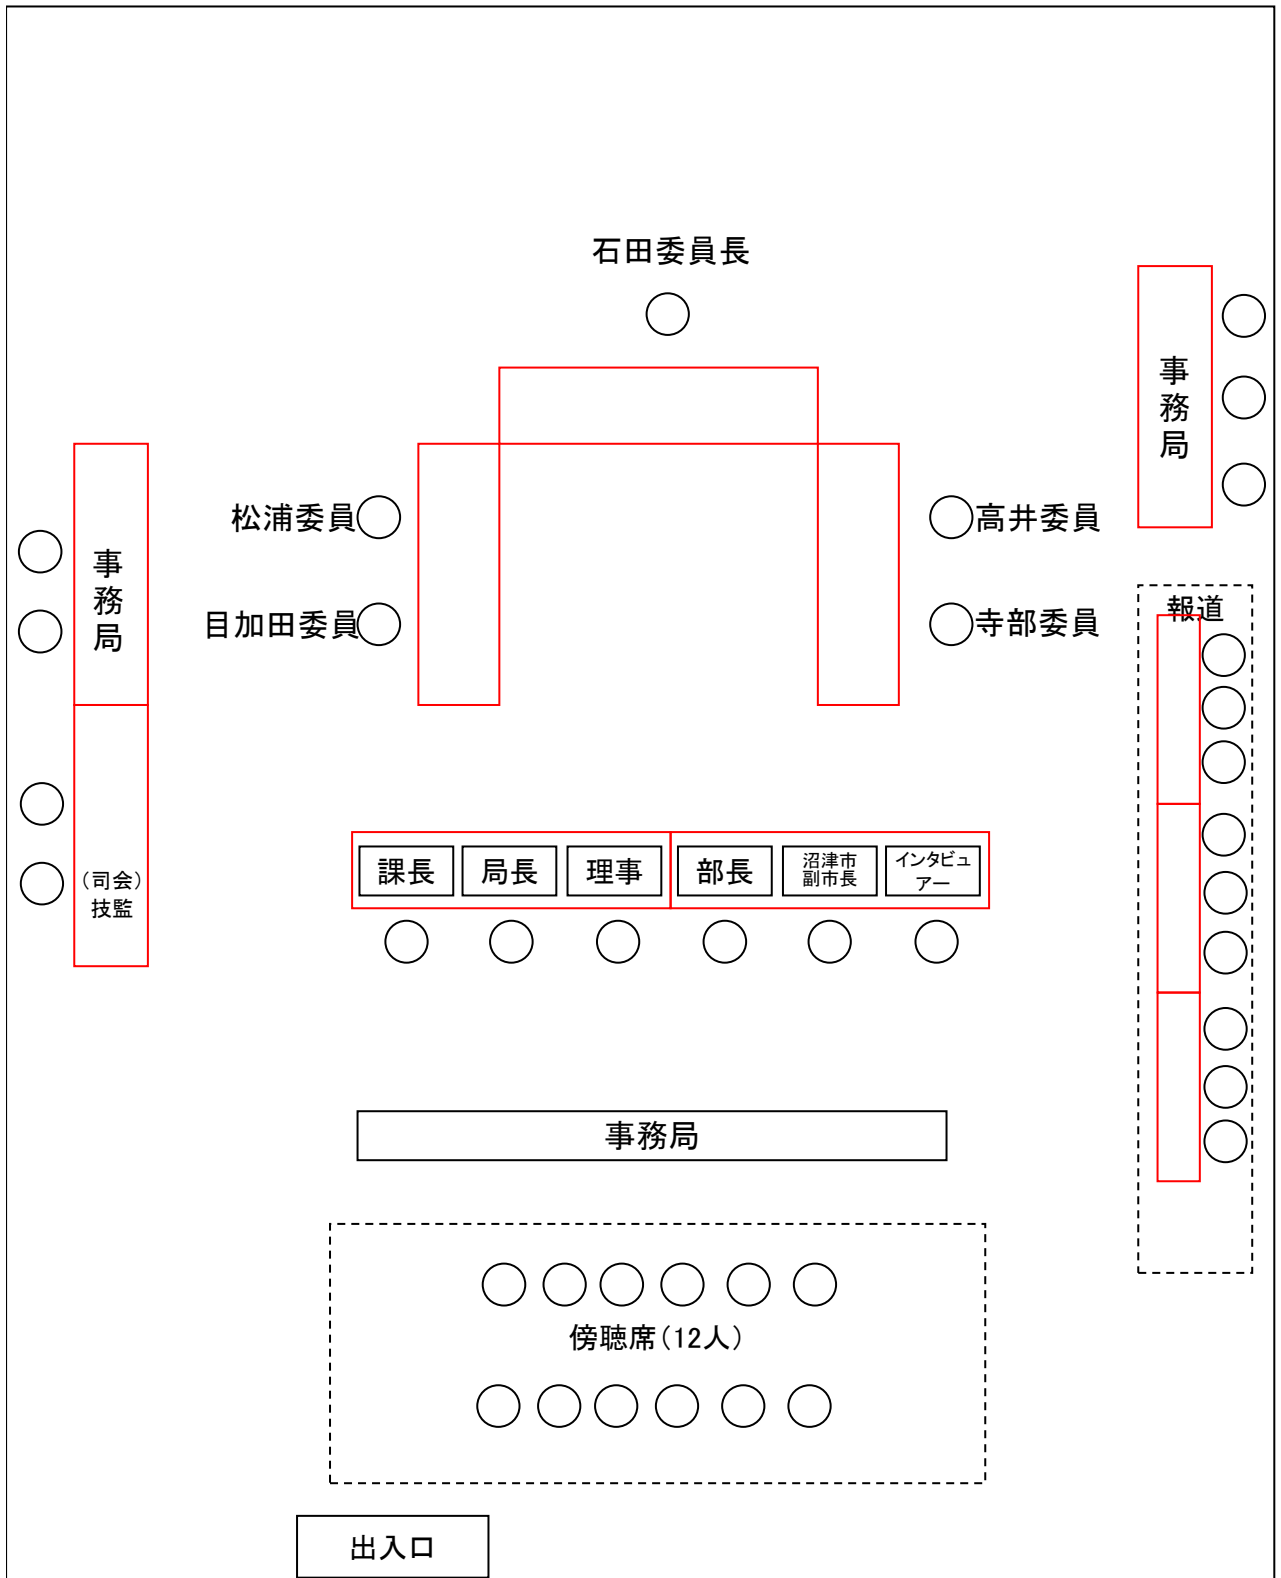 石田委員長
事務局
松浦委員
高井委員
事務局
目加田委員
寺部委員
報道
課長
局長
理事
部長
沼津市
副市長
インタビュ
アー
(司会)
技監
事務局
傍聴席(12人)
出入口